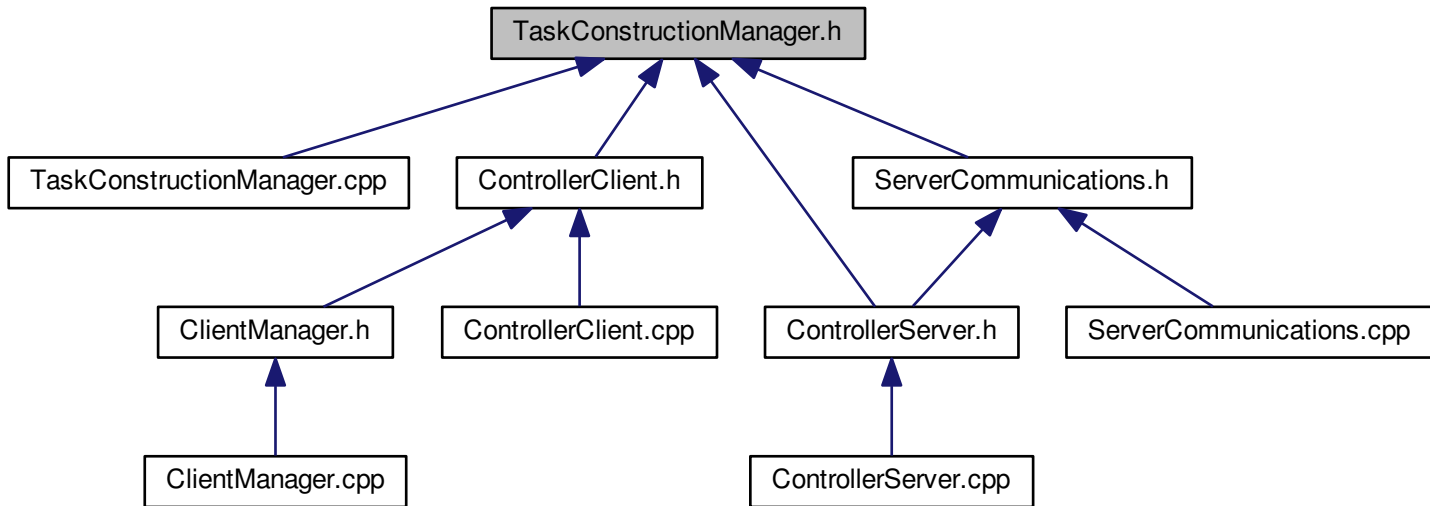 TaskConstructionManager.h
TaskConstructionManager.cpp
ControllerClient.h
ServerCommunications.h
ClientManager.h
ControllerClient.cpp
ControllerServer.h
ServerCommunications.cpp
ClientManager.cpp
ControllerServer.cpp